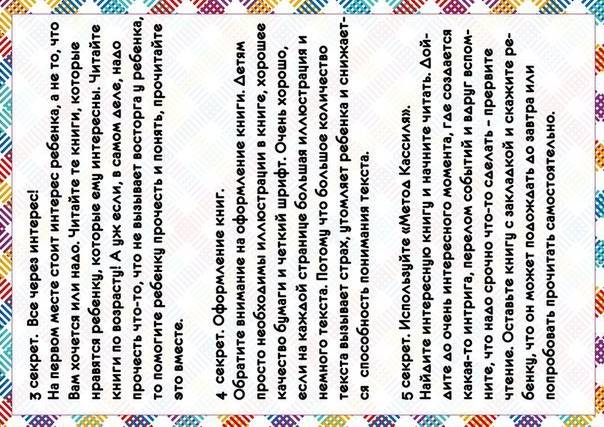 3 секрет.  Все через интерес!
На первом месте стоит интерес ребенка, а не то, что
Вам хочется или надо. Читайте те книги, которые
нравятся ребенку, которые ему интересны. Читайте
книги по возрасту! А уж если, в самом деле, надо
прочесть что-то, что не вызывает восторга у ребенка,
то помогите ребенку прочесть и понять, прочитайте
это вместе.
4  секрет. Оформление книг.
Обратите внимание на оформление книги. Детям
просто необходимы иллюстрации в книге, хорошее
качество бумаги и четкий шрифт. Очень хорошо,
если на каждой странице большая иллюстрация и
немного текста. Потому что большое количество
текста вызывает страх, утомляет ребенка и снижает-
ся  способность понимания текста.
5 секрет. Используйте «Метод Кассиля».
Найдите интересную книгу и начните читать. Дой-
дите до очень интересного момента, где создается
какая-то интрига, перелом событий и вдруг вспом-
ните, что надо срочно что-то сделать - прервите
чтение. Оставьте книгу с закладкой и скажите ре-
бенку, что он может подождать до завтра или
попробовать прочитать самостоятельно.